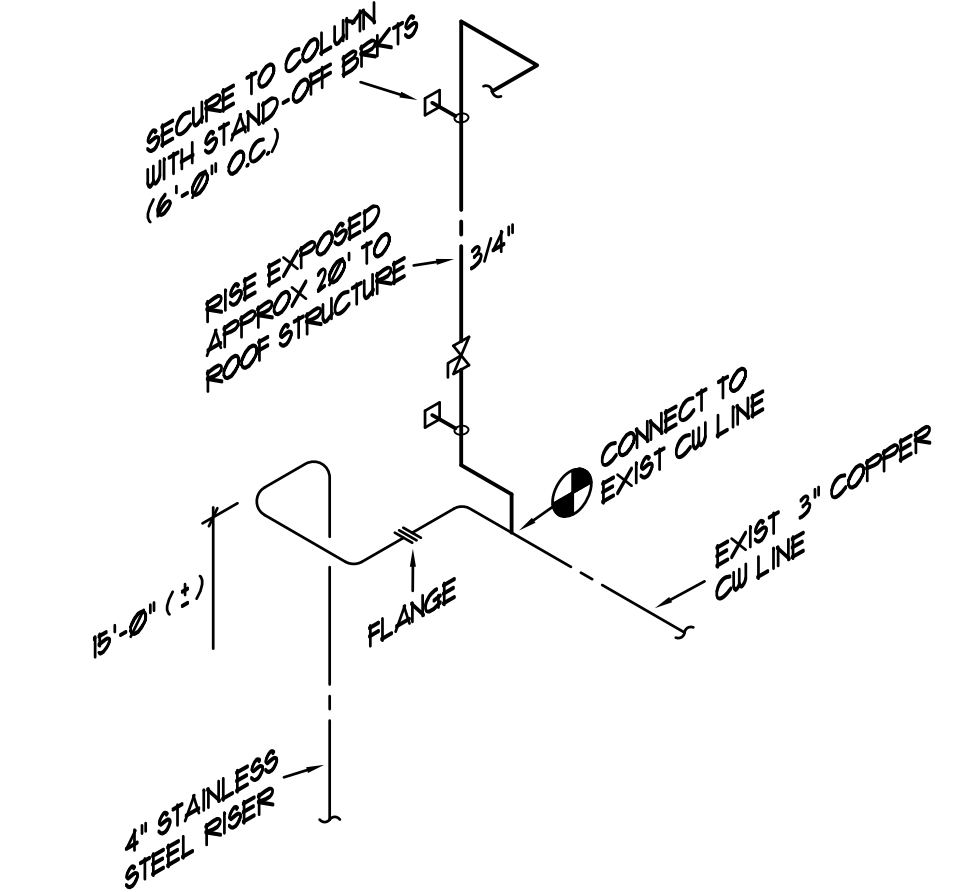 SECURE TO COLUMN
WITH STAND-OFF BRKTS
(6'-0" O.C.)
RISE EXPOSED
APPROX 20' TO
ROOF STRUCTURE
3/4"
CONNECT TO
EXIST CW LINE
EXIST 3" COPPER
CW LINE
FLANGE
15'-0" (±)
4" STAINLESS
STEEL RISER